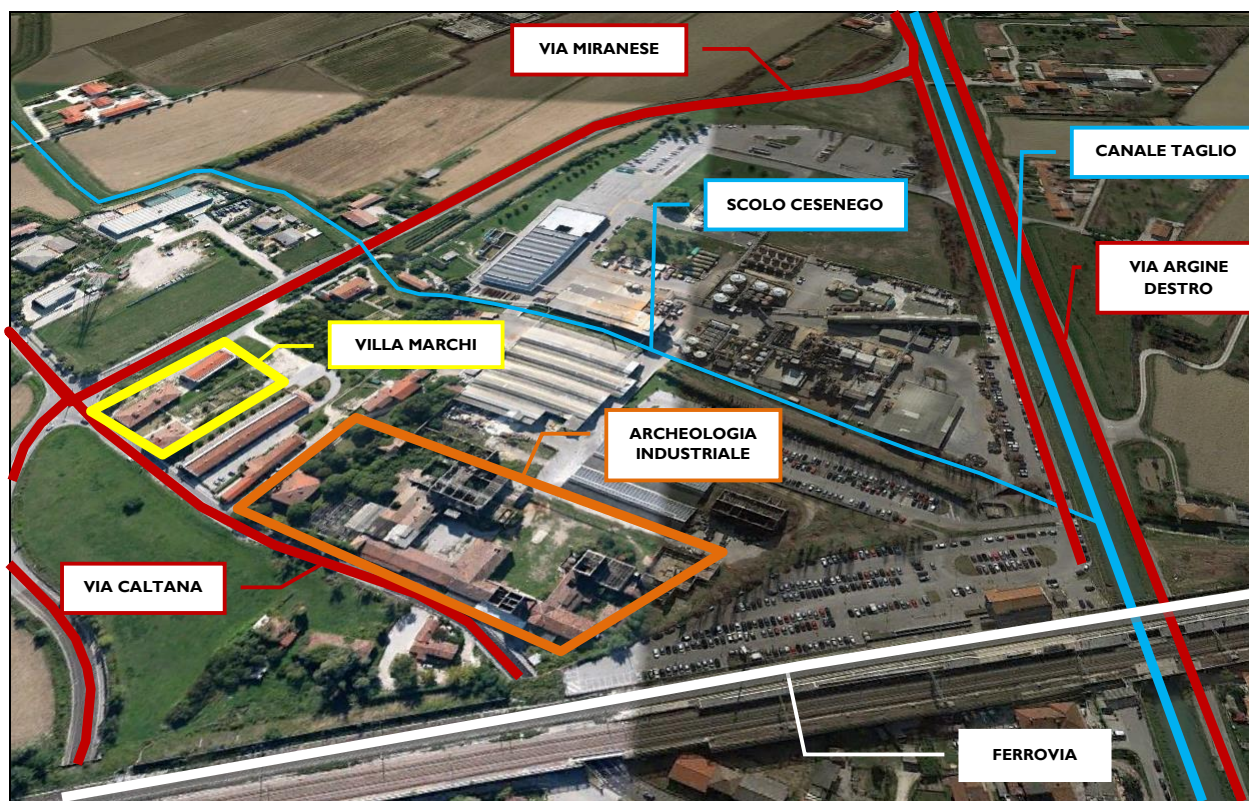 VIA MIRANESE
CANALE TAGLIO
SCOLO CESENEGO
VIA ARGINE
DESTRO
VILLA MARCHI
ARCHEOLOGIA
INDUSTRIALE
VIA CALTANA
FERROVIA